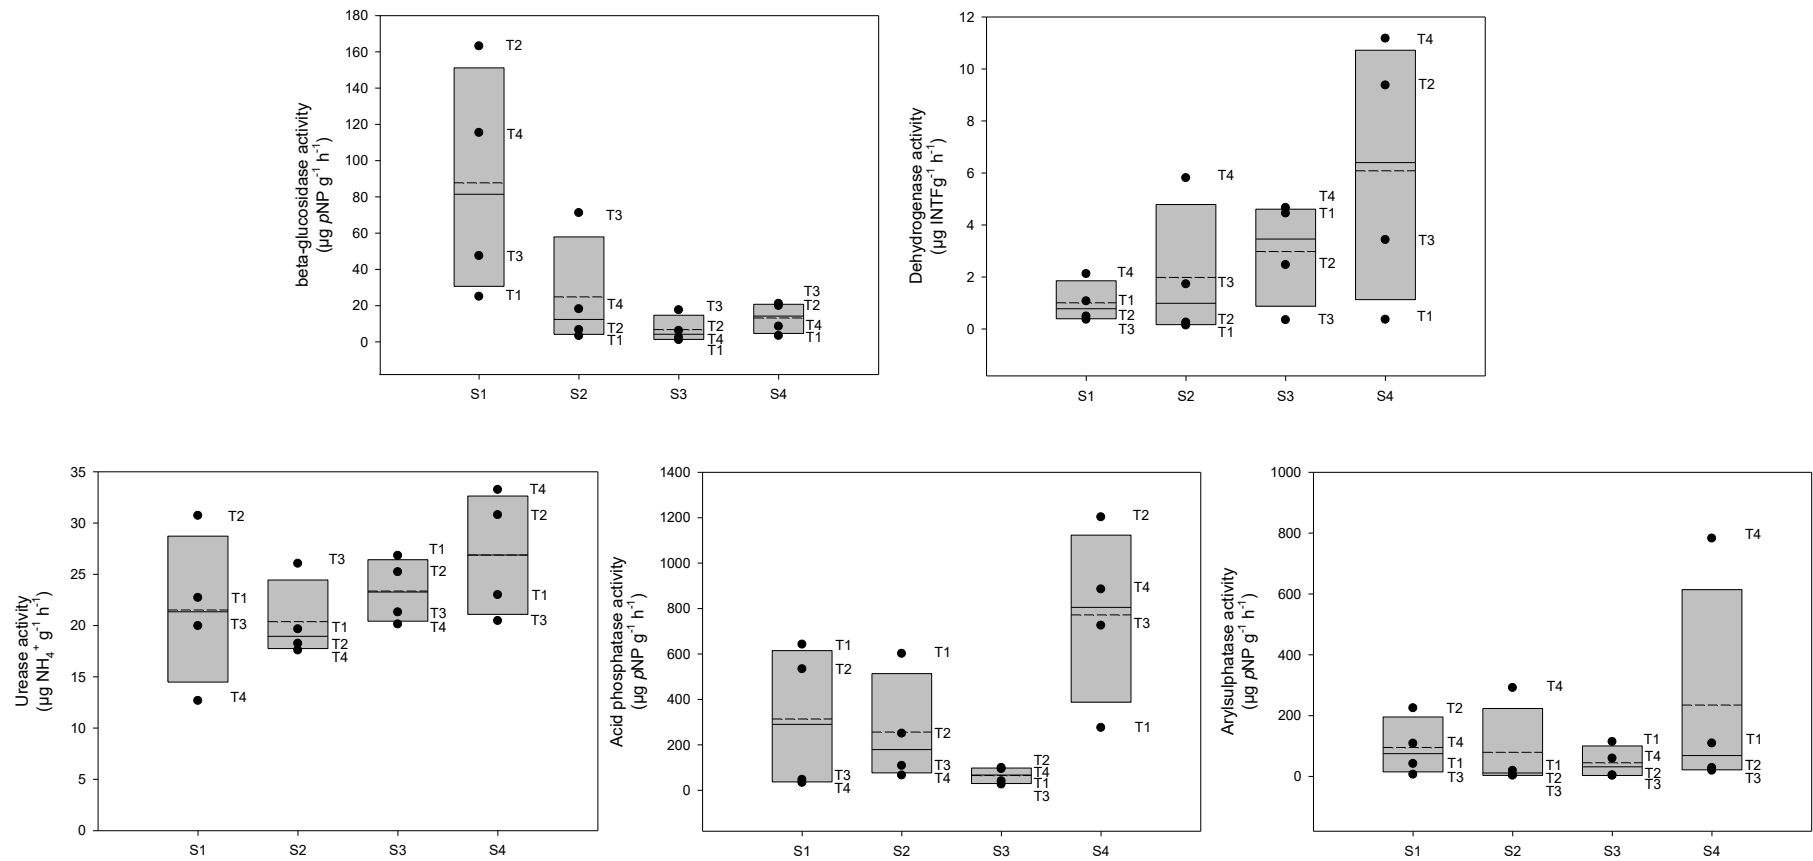 beta-glucosidase activity
(µg pNP g⁻¹ h⁻¹)
180
160
140
120
100
80
60
40
20
0
T2
T4
T3
T1
T3
T4
T2
T1
T3
T2
T4
T1
T3
T2
T4
T1
S1 S2 S3 S4
Dehydrogenase activity
(µg INTFg⁻¹ h⁻¹)
12
10
8
6
4
2
0
T4
T1
T2
T3
T4
T3
T2
T1
T4
T1
T2
T3
T4
T2
T3
T1
S1 S2 S3 S4
Urease activity
(µg NH₄⁺ g⁻¹ h⁻¹)
35
30
25
20
15
10
5
0
T2
T1
T3
T4
T3
T1
T2
T4
T1
T2
T3
T4
T4
T2
T1
T3
S1 S2 S3 S4
Acid phosphatase activity
(µg pNP g⁻¹ h⁻¹)
1400
1200
1000
800
600
400
200
0
T1
T2
T3
T4
T1
T2
T3
T4
T2
T4
T1
T3
T2
T4
T3
T1
S1 S2 S3 S4
Arylsulphatase activity
(µg pNP g⁻¹ h⁻¹)
1000
800
600
400
200
0
T2
T4
T1
T3
T4
T1
T2
T3
T1
T4
T2
T3
T4
T1
T2
T3
S1 S2 S3 S4